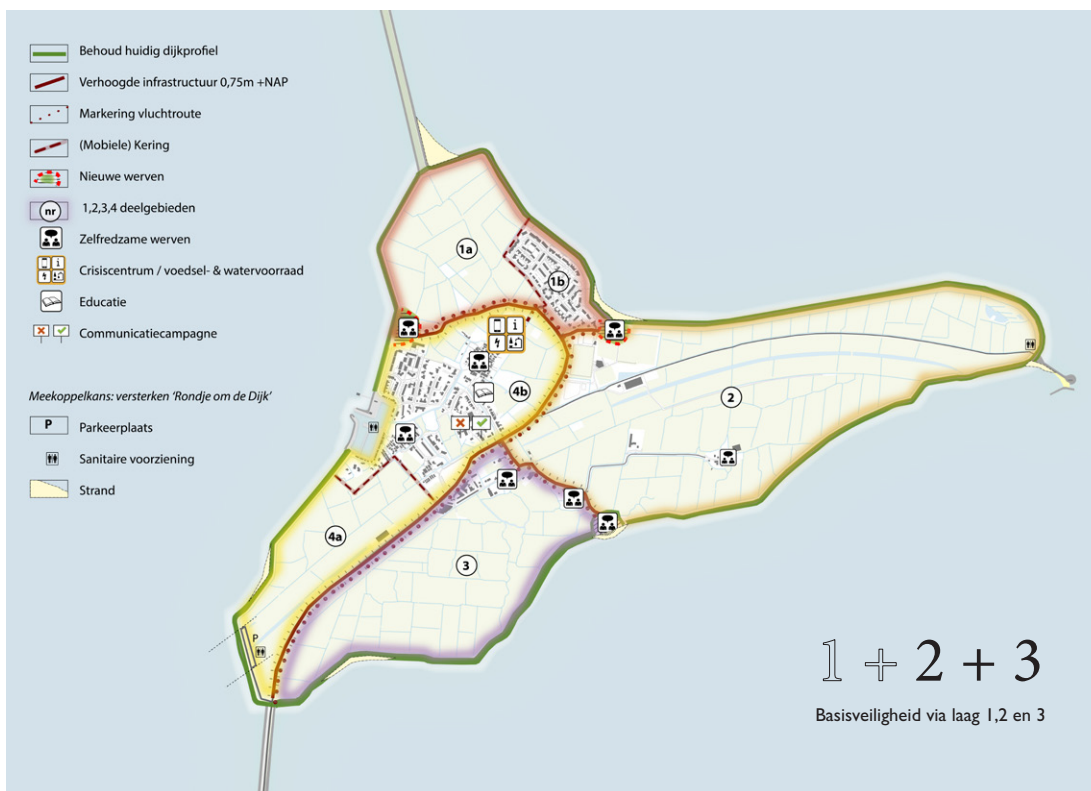 Behoud huidig dijkprofiel
Verhoogde infrastructuur 0,75m +NAP
Markering vluchtroute
(Mobiele) Kering
Nieuwe werven
nr
1,2,3,4 deelgebieden
Zelfredzame werven
Crisiscentrum / voedsel- & watervoorraad
Educatie
Communicatiecampagne
Meekoppelkans: versterken 'Rondje om de Dijk'
P
Parkeerplaats
Sanitaire voorziening
Strand
1a
1b
4b
2
4a
3
P
1 + 2 + 3
Basisveiligheid via laag 1,2 en 3